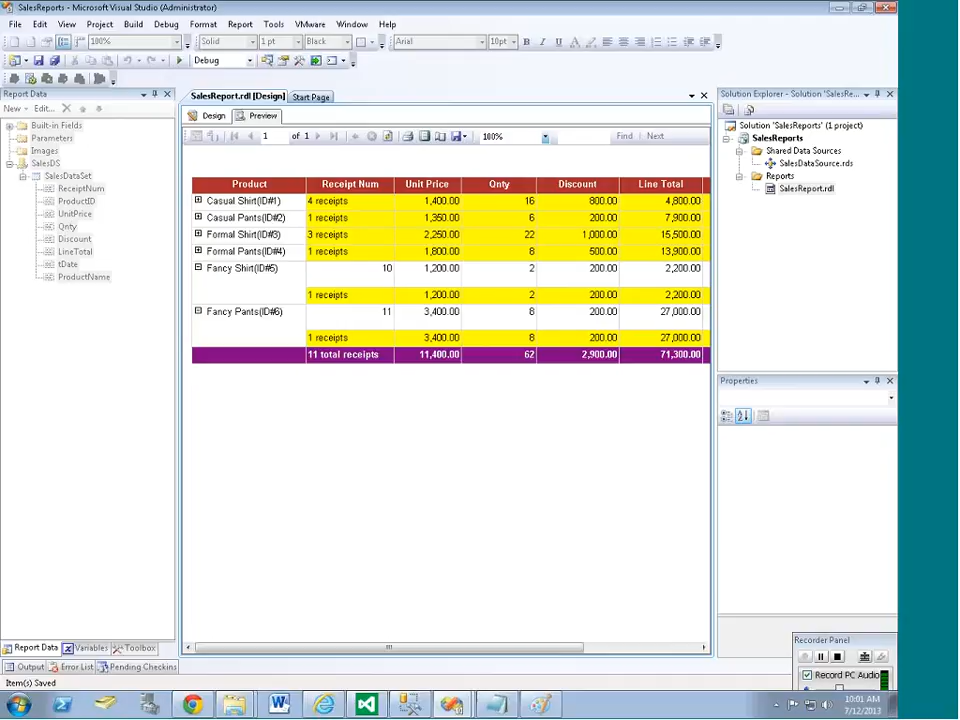 SalesReports - Microsoft Visual Studio (Administrator)
File Edit View Project Build Debug Format Report Tools VMware Window Help
100% Solid 1 pt Black Arial 10pt B I U A
Debug
Report Data
New Edit...
Built-in Fields
Parameters
Images
SalesDS
SalesDataSet
ReceiptNum
ProductID
UnitPrice
Qnty
Discount
LineTotal
tDate
ProductName
SalesReport.rdl [Design] Start Page
Design Preview
1 of 1 100% Find Next
Product Receipt Num Unit Price Qnty Discount Line Total
Casual Shirt(ID#1) 4 receipts 1,400.00 16 800.00 4,800.00
Casual Pants(ID#2) 1 receipts 1,350.00 6 200.00 7,900.00
Formal Shirt(ID#3) 3 receipts 2,250.00 22 1,000.00 15,500.00
Formal Pants(ID#4) 1 receipts 1,800.00 8 500.00 13,900.00
Fancy Shirt(ID#5) 10 1,200.00 2 200.00 2,200.00
1 receipts 1,200.00 2 200.00 2,200.00
Fancy Pants(ID#6) 11 3,400.00 8 200.00 27,000.00
1 receipts 3,400.00 8 200.00 27,000.00
11 total receipts 11,400.00 62 2,900.00 71,300.00
Solution Explorer - Solution 'SalesRe...
Solution 'SalesReports' (1 project)
SalesReports
Shared Data Sources
SalesDataSource.rds
Reports
SalesReport.rdl
Properties
Report Data Variables Toolbox
Output Error List Pending Checkins
Item(s) Saved
Recorder Panel
Record PC Audio
10:01 AM
7/12/2013